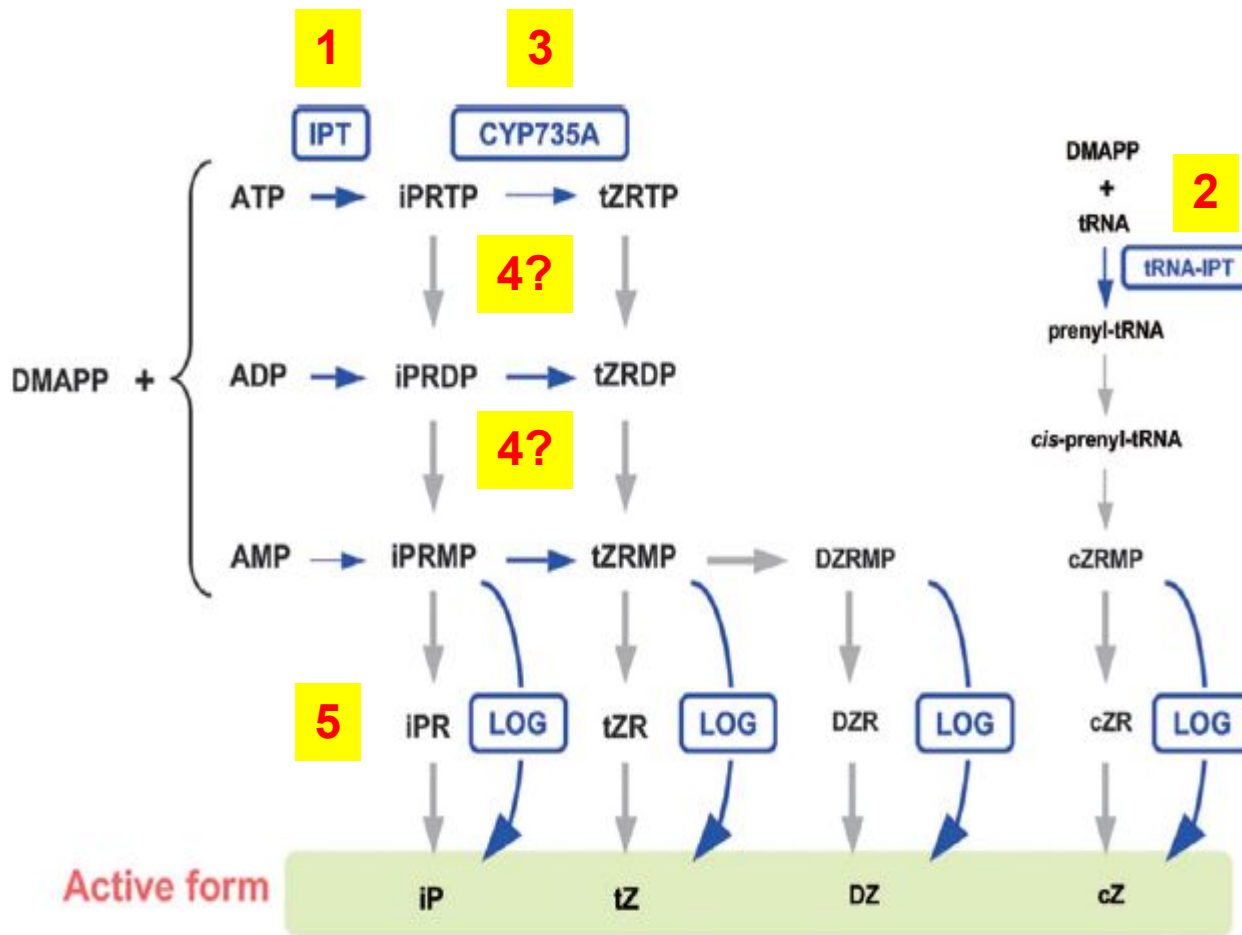 1 3
IPT CYP735A
DMAPP
+
2
ATP iPRTP tZRTP
tRNA
tRNA-IPT
4?
prenyl-tRNA
DMAPP + ADP iPRDP tZRDP
cis-prenyl-tRNA
4?
AMP iPRMP tZRMP DZRMP cZRMP
5 iPR LOG tZR LOG DZR LOG cZR LOG
Active form iP tZ DZ cZ